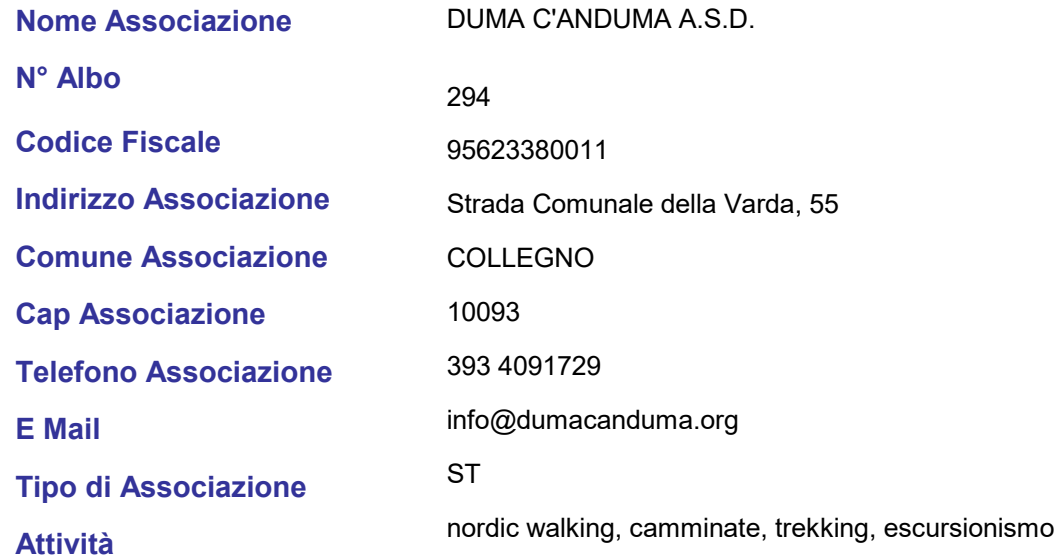 Nome Associazione DUMA C'ANDUMA A.S.D.
N° Albo 294
Codice Fiscale 95623380011
Indirizzo Associazione Strada Comunale della Varda, 55
Comune Associazione COLLEGNO
Cap Associazione 10093
Telefono Associazione 393 4091729
E Mail info@dumacanduma.org
Tipo di Associazione ST
Attività nordic walking, camminate, trekking, escursionismo